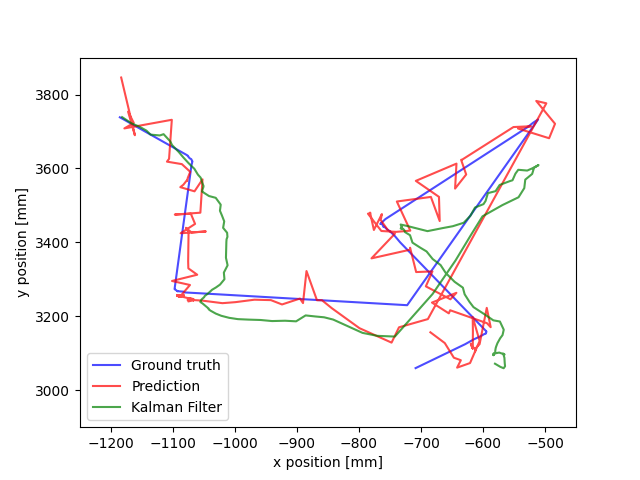 3800
3600
3400
3200
3000
y position [mm]
Ground truth
Prediction
Kalman Filter
−1200 −1100 −1000 −900 −800 −700 −600 −500
x position [mm]